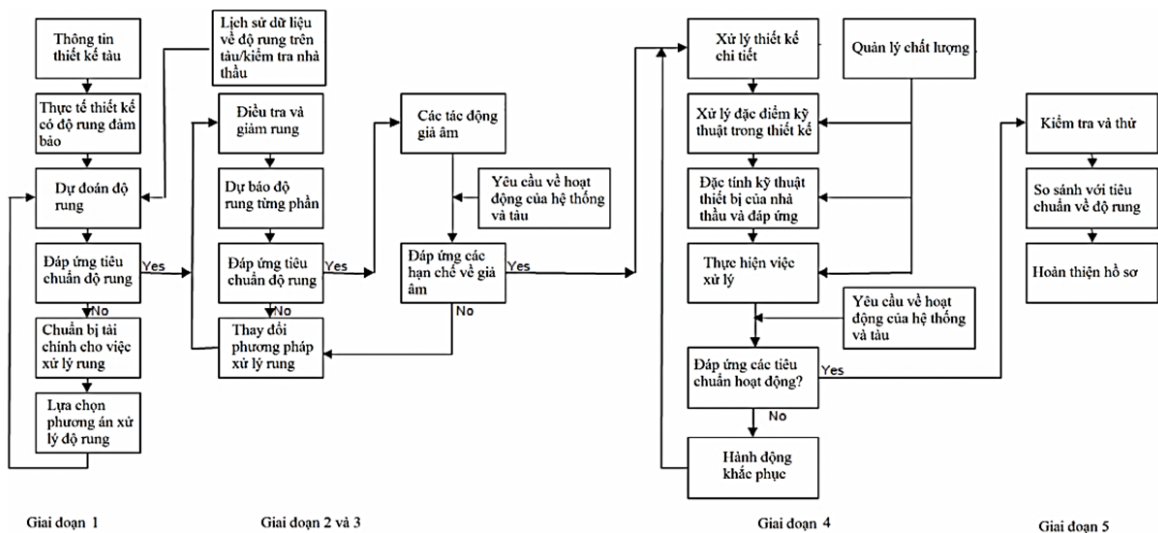 Thông tin
thiết kế tàu
Thực tế thiết kế
có độ rung đảm
bảo
Dự đoán độ
rung
Đáp ứng tiêu
chuẩn độ rung
Yes
No
Chuẩn bị tài
chính cho việc
xử lý rung
Lựa chọn
phương án xử
lý độ rung
Giai đoạn 1
Lịch sử dữ liệu
về độ rung trên
tàu/kiểm tra nhà
thầu
Điều tra và
giảm rung
Dự báo độ
rung từng phần
Đáp ứng tiêu
chuẩn độ rung
Yes
No
Thay đổi
phương pháp
xử lý rung
Các tác động
giả âm
Yêu cầu về hoạt
động của hệ thống
và tàu
Đáp ứng các
hạn chế về giả
âm
Yes
No
Giai đoạn 2 và 3
Xử lý thiết kế
chi tiết
Quản lý chất lượng
Xử lý đặc điểm kỹ
thuật trong thiết kế
Đặc tính kỹ thuật
thiết bị của nhà
thầu và đáp ứng
Thực hiện việc
xử lý
Yêu cầu về hoạt
động của hệ thống
và tàu
Đáp ứng các tiêu
chuẩn hoạt động?
Yes
No
Hành động
khắc phục
Giai đoạn 4
Kiểm tra và thử
So sánh với tiêu
chuẩn về độ rung
Hoàn thiện hồ sơ
Giai đoạn 5